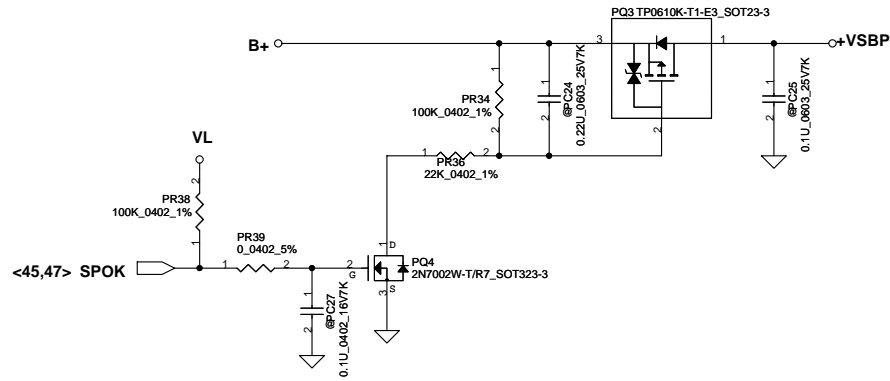 PQ3 TP0610K-T1-E3_SOT23-3
B+
3
1
+VSBP
1
PR34
100K_0402_1%
2
1
2
@PC24
0.22U_0603_25V7K
2
1
2
@PC25
0.1U_0603_25V7K
VL
2
PR38
100K_0402_1%
1
1
2
PR36
22K_0402_1%
<45,47> SPOK
PR39
0_0402_5%
1
2
1
D
2
G
S
3
PQ4
2N7002W-T/R7_SOT323-3
1
2
@PC27
0.1U_0402_16V7K